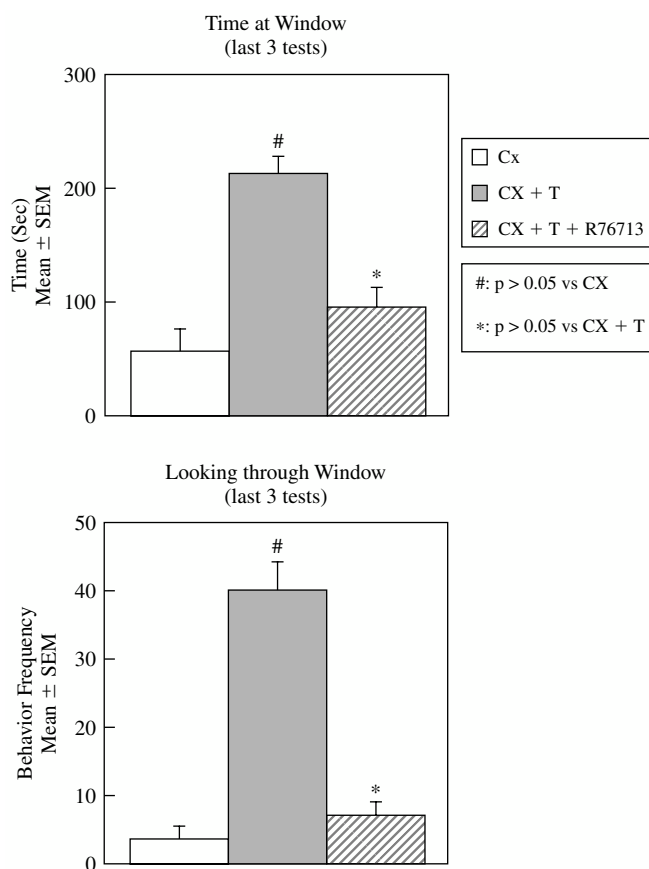 Time at Window
(last 3 tests)
300
200
100
0
Time (Sec)
Mean ± SEM
#
*
Cx
CX + T
CX + T + R76713
#: p > 0.05 vs CX
*: p > 0.05 vs CX + T
Looking through Window
(last 3 tests)
50
40
30
20
10
0
Behavior Frequency
Mean ± SEM
#
*